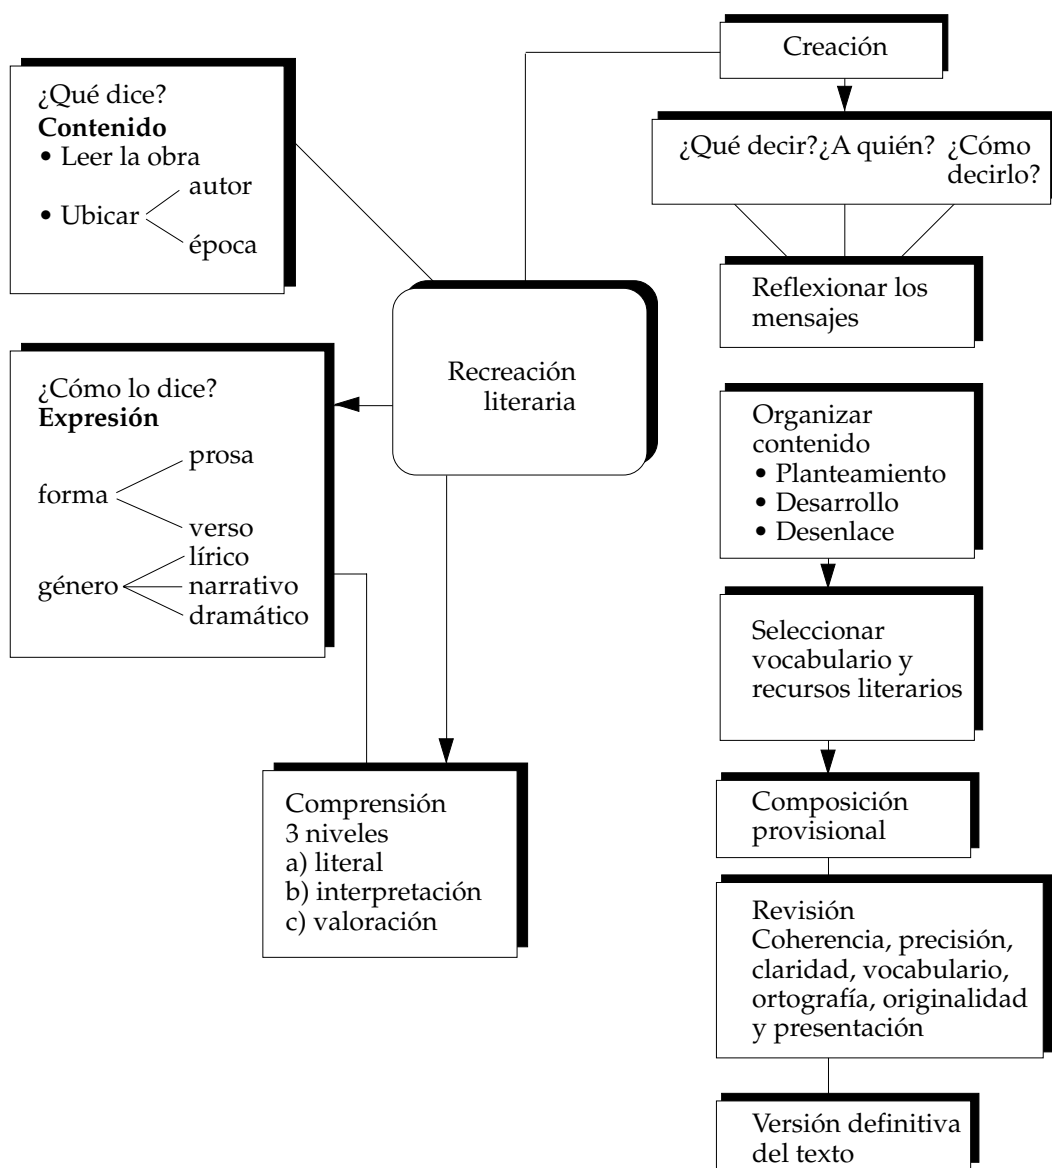 ¿Qué dice?
Contenido
• Leer la obra
autor
• Ubicar
época
¿Cómo lo dice?
Expresión
prosa
forma
verso
lírico
género
narrativo
dramático
Recreación
literaria
Comprensión
3 niveles
a) literal
b) interpretación
c) valoración
Creación
¿Qué decir?¿A quién? ¿Cómo
decirlo?
Reflexionar los
mensajes
Organizar
contenido
• Planteamiento
• Desarrollo
• Desenlace
Seleccionar
vocabulario y
recursos literarios
Composición
provisional
Revisión
Coherencia, precisión,
claridad, vocabulario,
ortografía, originalidad
y presentación
Versión definitiva
del texto